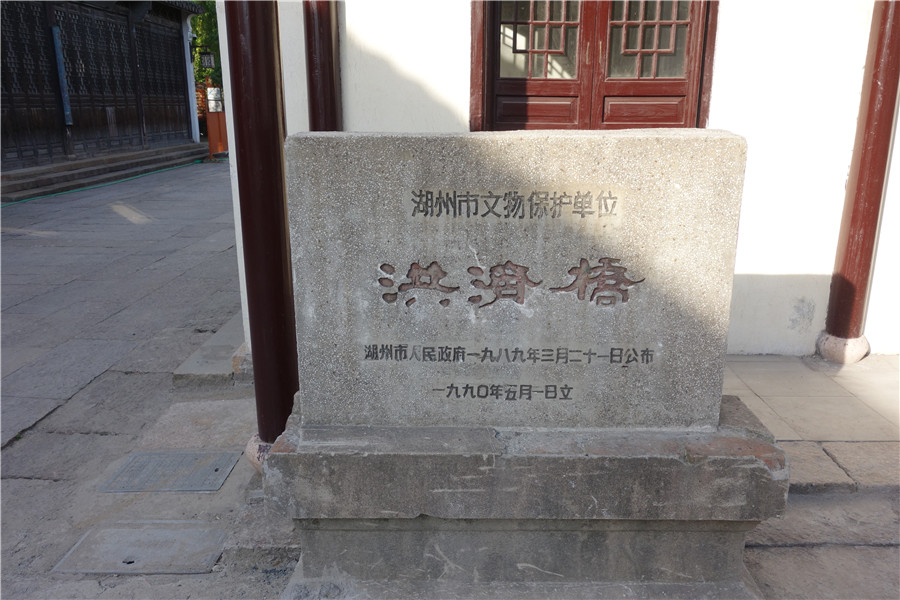 湖州市文物保护单位
洪濟橋
湖州市人民政府一九八九年三月二十一日公布
一九九〇年五月一日立